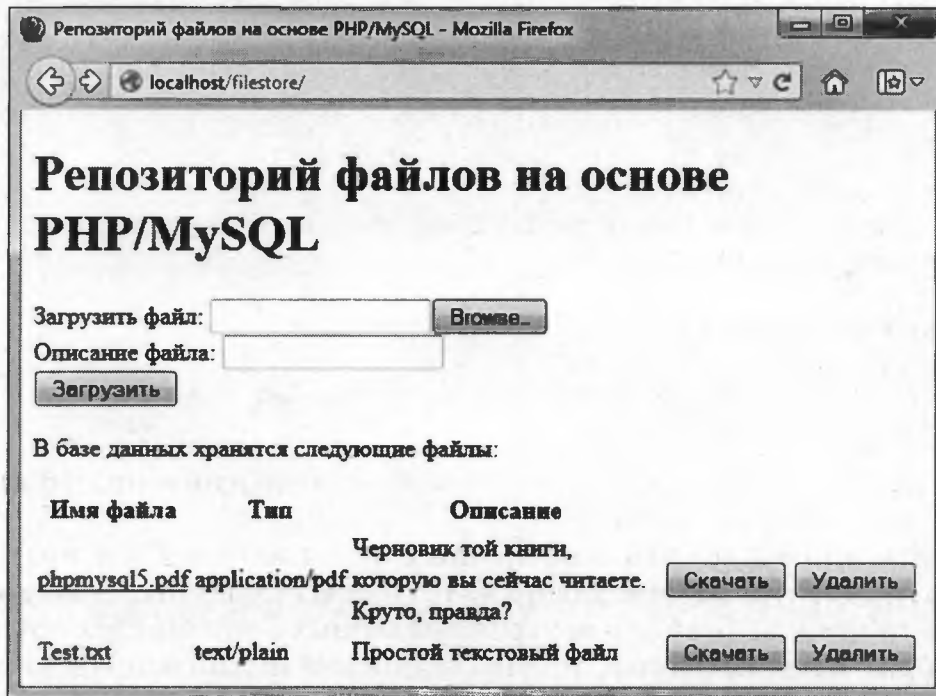 Репозиторий файлов на основе PHP/MySQL - Mozilla Firefox
localhost/filestore/
Репозиторий файлов на основе
PHP/MySQL
Загрузить файл: Browse...
Описание файла:
Загрузить
В базе данных хранятся следующие файлы:
Имя файла Тип Описание
Черновик той книги,
phpmysql5.pdf application/pdf которую вы сейчас читаете. Скачать Удалить
Круто, правда?
Test.txt text/plain Простой текстовый файл Скачать Удалить